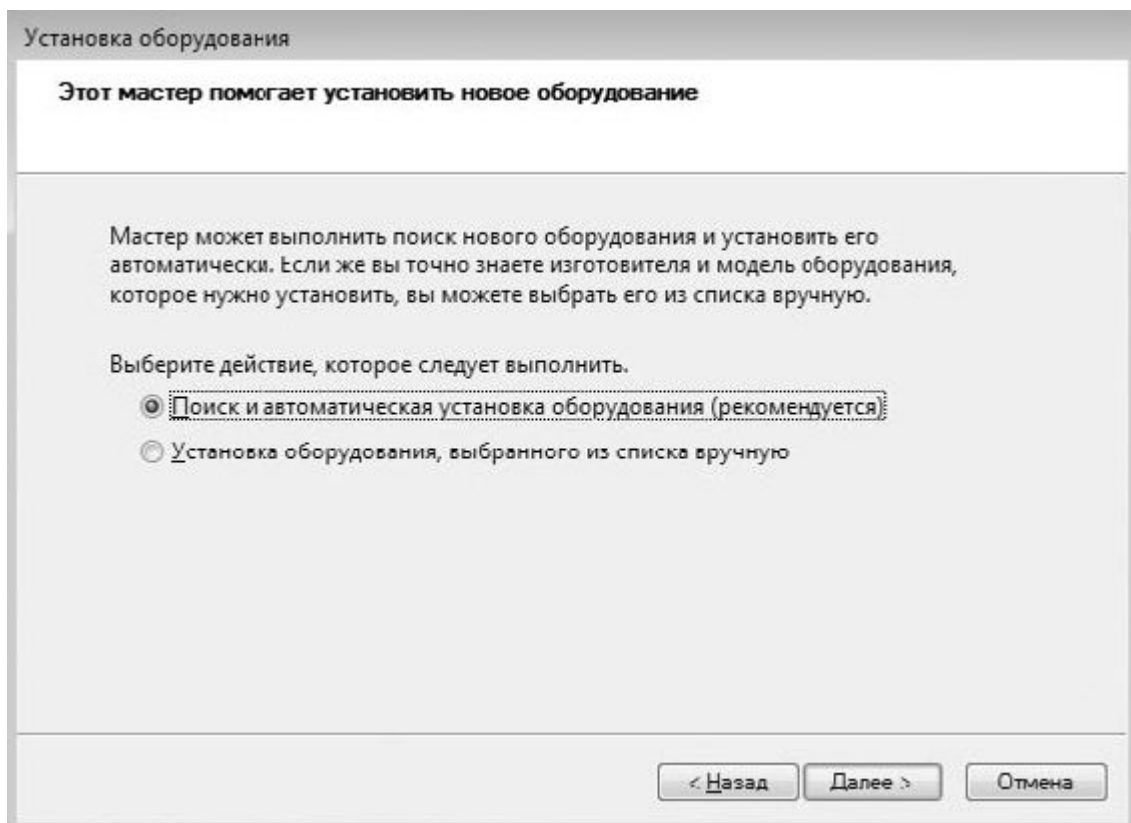 Установка оборудования
Этот мастер помогает установить новое оборудование
Мастер может выполнить поиск нового оборудования и установить его
автоматически. Если же вы точно знаете изготовителя и модель оборудования,
которое нужно установить, вы можете выбрать его из списка вручную.
Выберите действие, которое следует выполнить.
Поиск и автоматическая установка оборудования (рекомендуется)
Установка оборудования, выбранного из списка вручную
< Назад
Далее >
Отмена